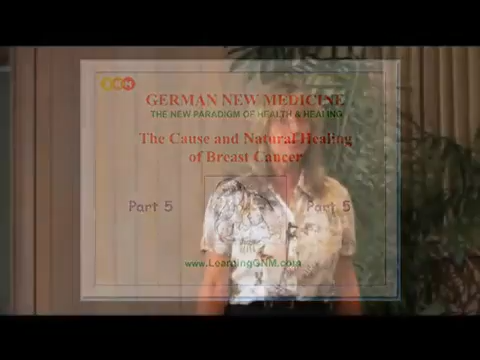 GERMAN NEW MEDICINE
THE NEW PARADIGM OF HEALTH & HEALING
The Cause and Natural Healing
of Breast Cancer
Part 5 Part 5
www.LearningGNM.com